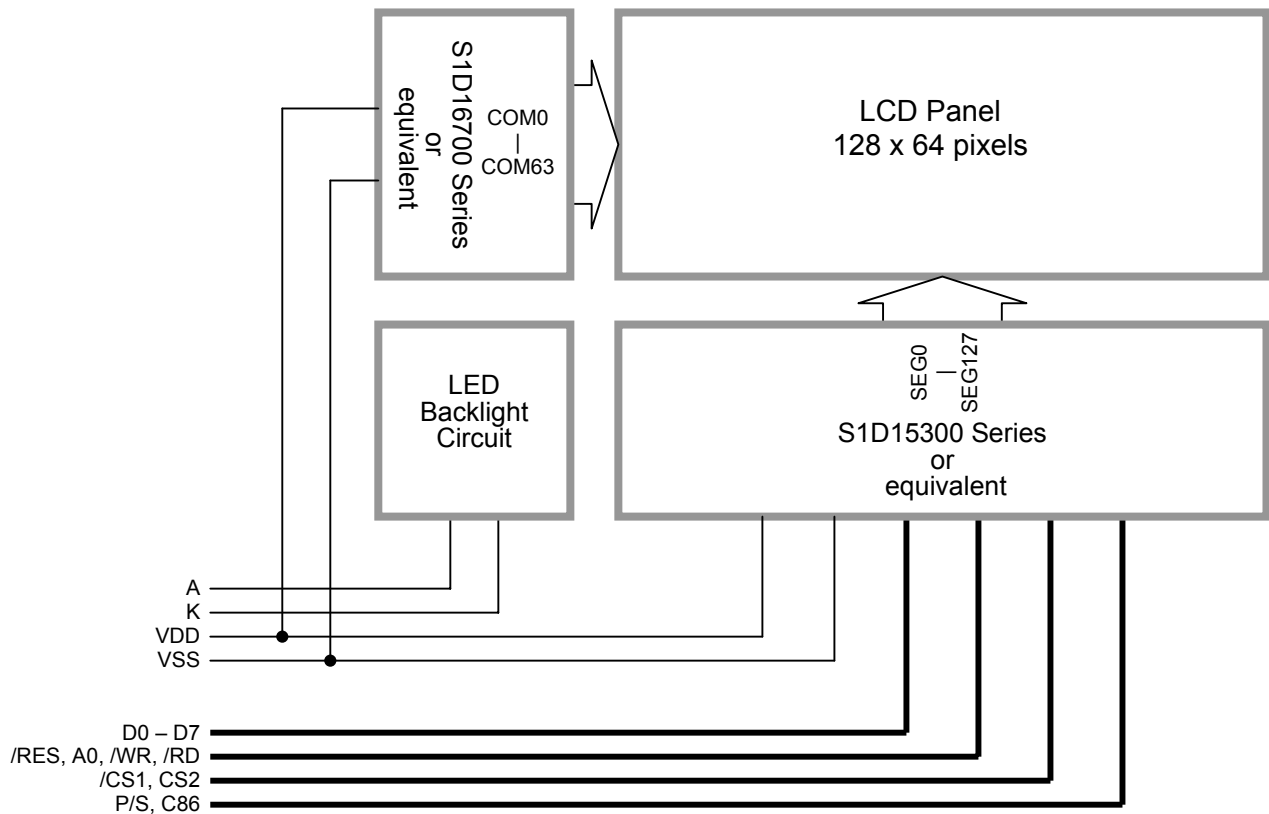 S1D16700 Series
or
equivalent
COM0
|
COM63
LCD Panel
128 x 64 pixels
LED
Backlight
Circuit
SEG0
|
SEG127
S1D15300 Series
or
equivalent
A
K
VDD
VSS
D0 – D7
/RES, A0, /WR, /RD
/CS1, CS2
P/S, C86